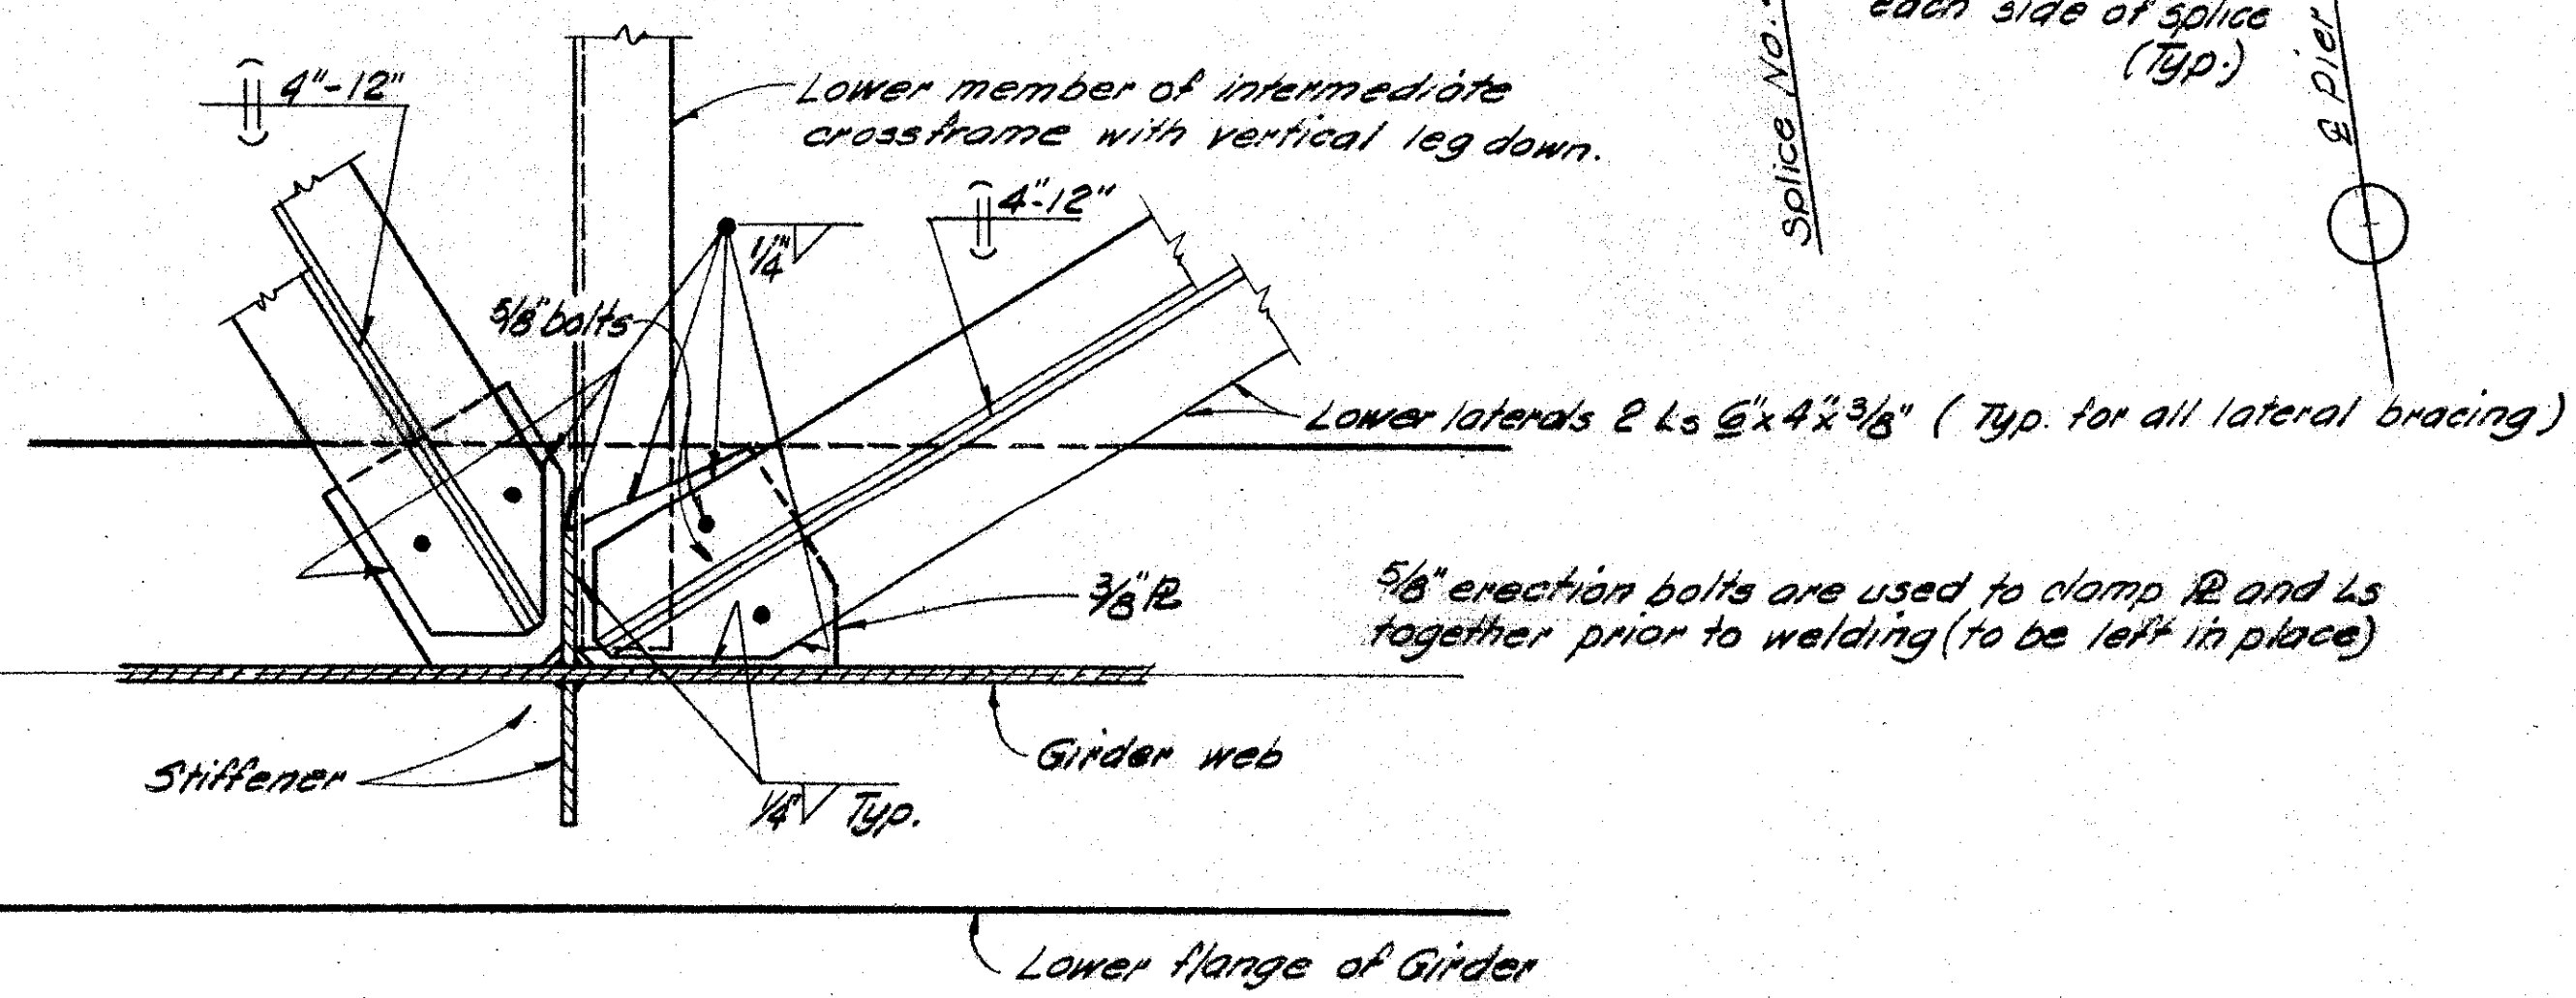 each side of splice
(Typ.)
Splice No.
℄ Pier
4"-12"
Lower member of intermediate
crossframe with vertical leg down.
4"-12"
1/4"
5/8" bolts
Lower laterals 2 Ls 6"x4"x3/8" (Typ. for all lateral bracing)
3/8" ℙL
5/8" erection bolts are used to clamp ℙL and Ls
together prior to welding (to be left in place)
Stiffener
Girder web
1/4" Typ.
Lower flange of Girder